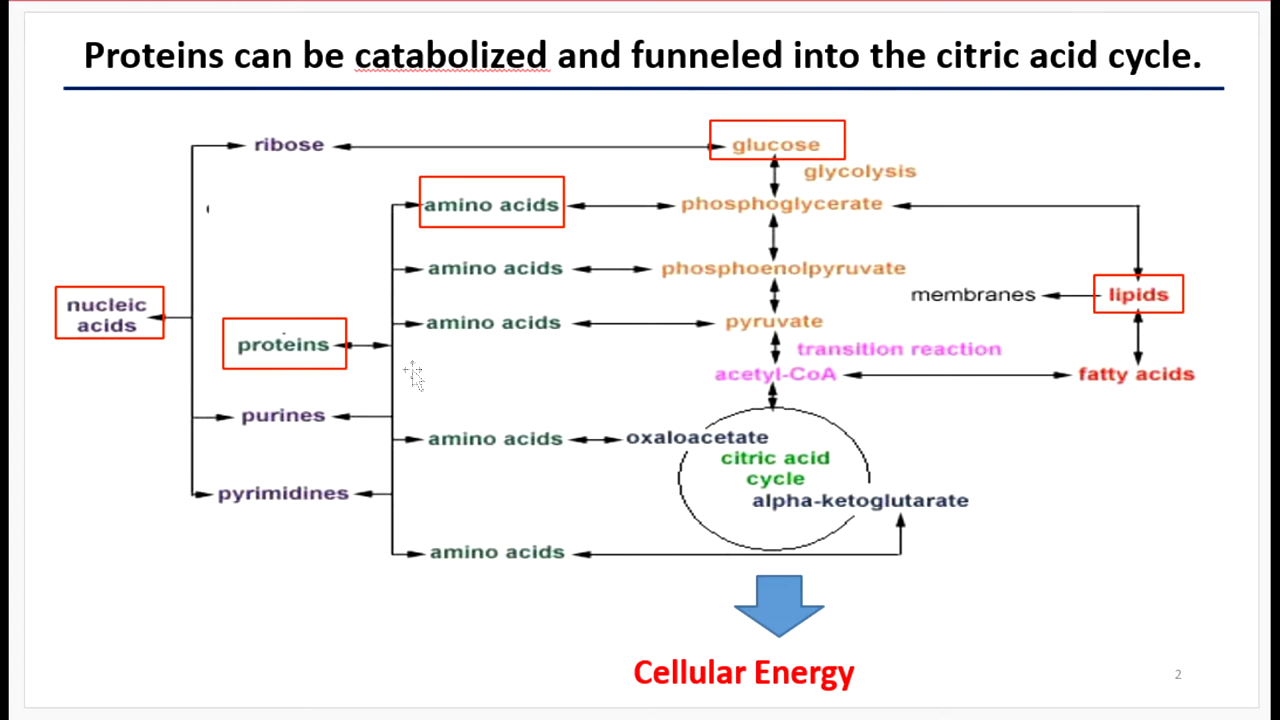 Proteins can be catabolized and funneled into the citric acid cycle.
ribose
glucose
glycolysis
amino acids
phosphoglycerate
amino acids
phosphoenolpyruvate
membranes
lipids
nucleic
acids
amino acids
pyruvate
proteins
transition reaction
acetyl-CoA
fatty acids
purines
amino acids
oxaloacetate
citric acid
cycle
pyrimidines
alpha-ketoglutarate
amino acids
Cellular Energy
2